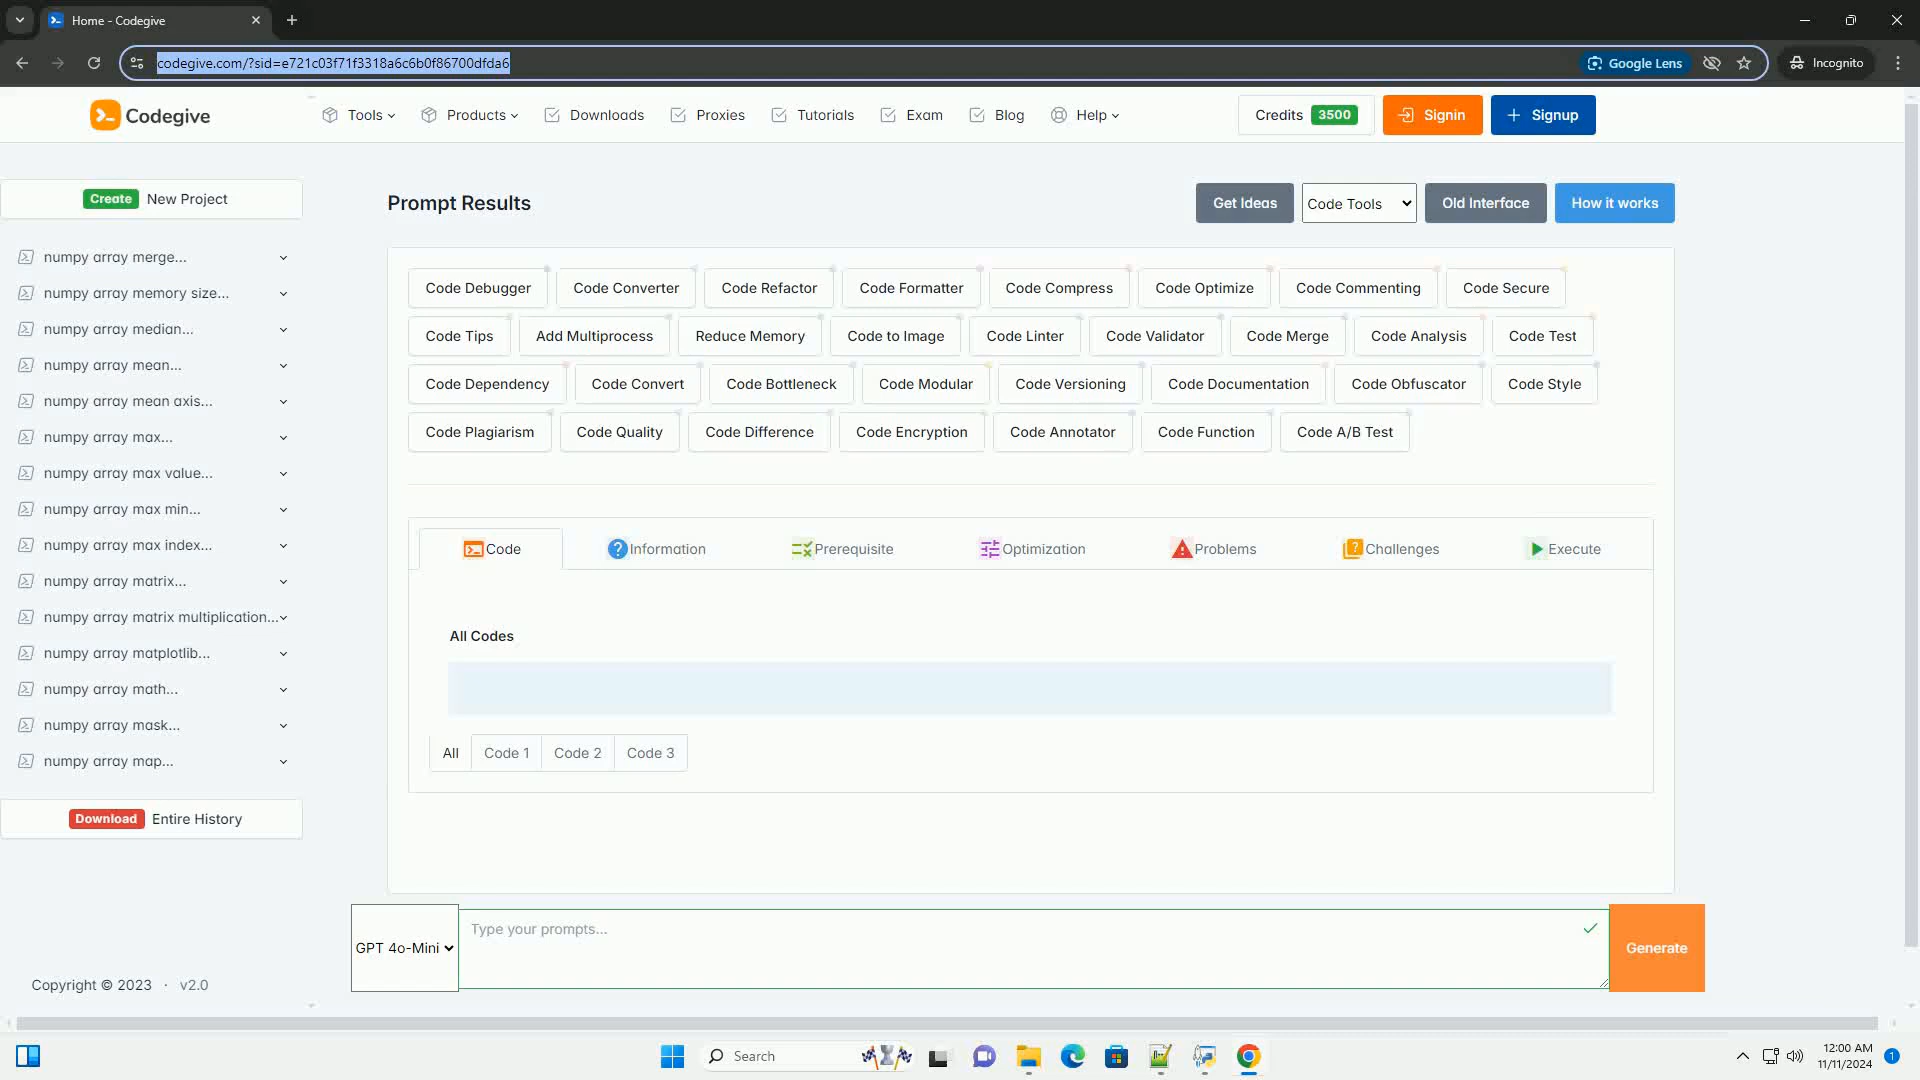 Home - Codegive
codegive.com/?sid=e721c03f71f3318a6c6b0f86700dfda6
Google Lens
Incognito
Codegive
Tools
Products
Downloads
Proxies
Tutorials
Exam
Blog
Help
Credits 3500
Signin
Signup
Create New Project
numpy array merge...
numpy array memory size...
numpy array median...
numpy array mean...
numpy array mean axis...
numpy array max...
numpy array max value...
numpy array max min...
numpy array max index...
numpy array matrix...
numpy array matrix multiplication...
numpy array matplotlib...
numpy array math...
numpy array mask...
numpy array map...
Download Entire History
Copyright © 2023 · v2.0
Prompt Results
Get Ideas
Code Tools
Old Interface
How it works
Code Debugger
Code Converter
Code Refactor
Code Formatter
Code Compress
Code Optimize
Code Commenting
Code Secure
Code Tips
Add Multiprocess
Reduce Memory
Code to Image
Code Linter
Code Validator
Code Merge
Code Analysis
Code Test
Code Dependency
Code Convert
Code Bottleneck
Code Modular
Code Versioning
Code Documentation
Code Obfuscator
Code Style
Code Plagiarism
Code Quality
Code Difference
Code Encryption
Code Annotator
Code Function
Code A/B Test
Code
Information
Prerequisite
Optimization
Problems
Challenges
Execute
All Codes
All
Code 1
Code 2
Code 3
GPT 4o-Mini
Type your prompts...
Generate
Search
12:00 AM
11/11/2024
1